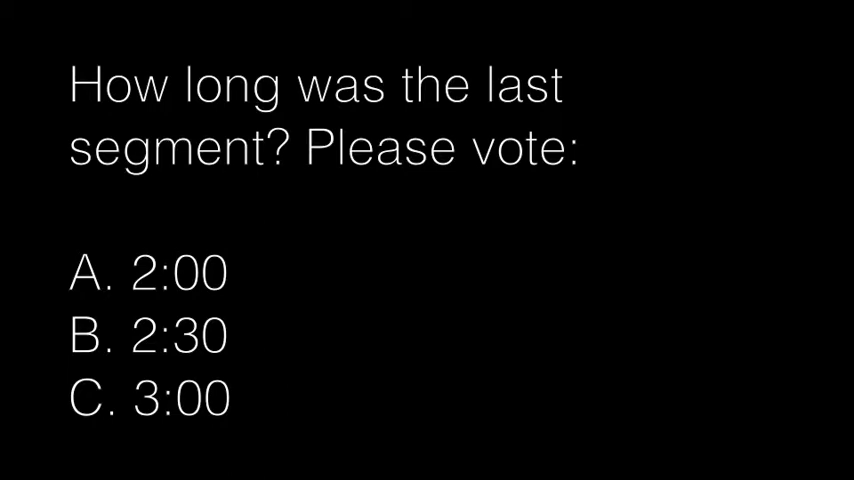 How long was the last
segment? Please vote:
A. 2:00
B. 2:30
C. 3:00